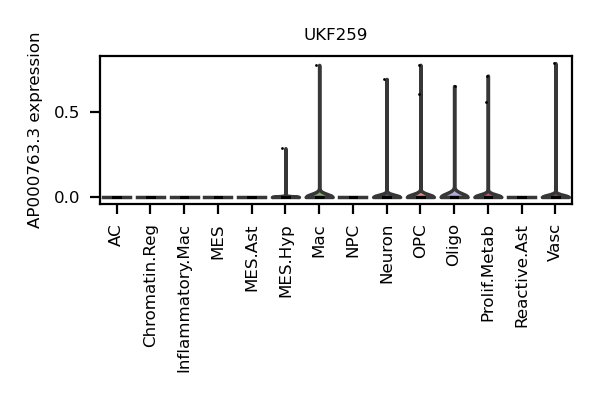 UKF259
AP000763.3 expression
0.5
0.0
AC
Chromatin.Reg
Inflammatory.Mac
MES
MES.Ast
MES.Hyp
Mac
NPC
Neuron
OPC
Oligo
Prolif.Metab
Reactive.Ast
Vasc